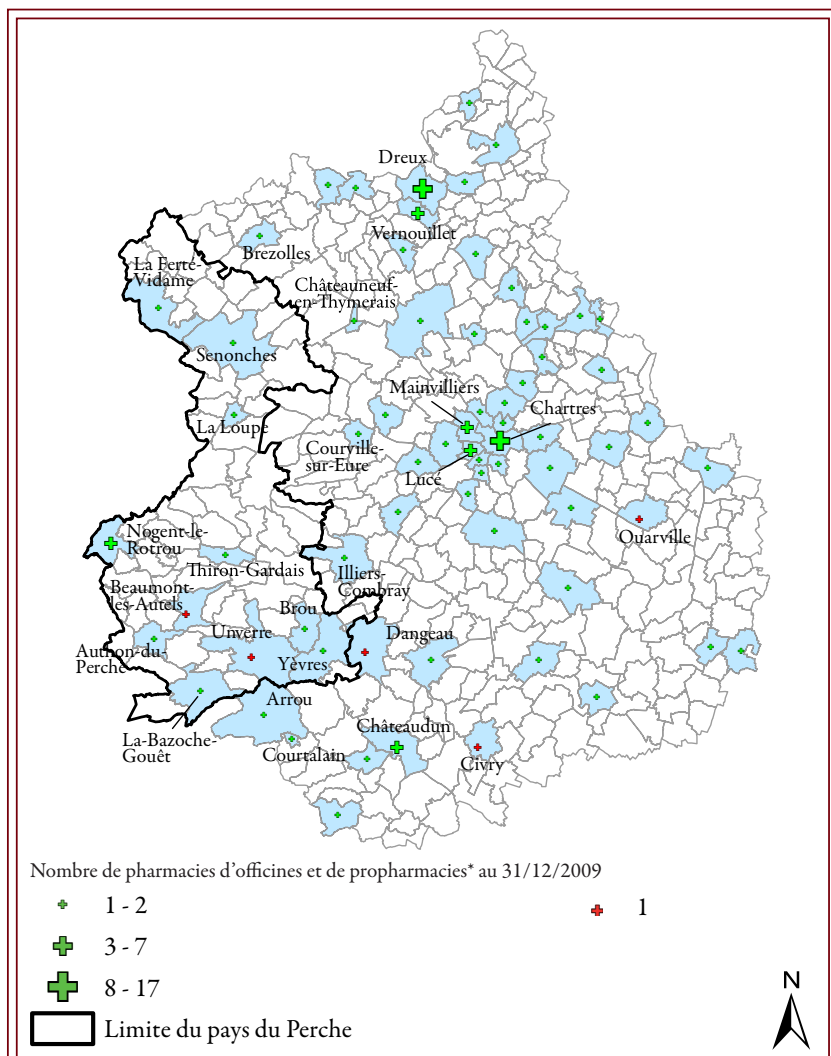 Dreux
Vernouillet
Brezolles
La Ferté-
Vidame
Châteauneuf-
en-Thymerais
Senonches
Mainvilliers
Chartres
La Loupe
Courville-
sur-Eure
Lucé
Nogent-le-
Rotrou
Ouarville
Thiron-Gardais
Illiers-
Combray
Beaumont-
les-Autels
Brou
Unverre
Dangeau
Authon-du-
Perche
Yèvres
Arrou
La-Bazoche-
Gouêt
Châteaudun
Courtalain
Civry
Nombre de pharmacies d'officines et de propharmacies* au 31/12/2009
1 - 2
1
3 - 7
8 - 17
Limite du pays du Perche
N